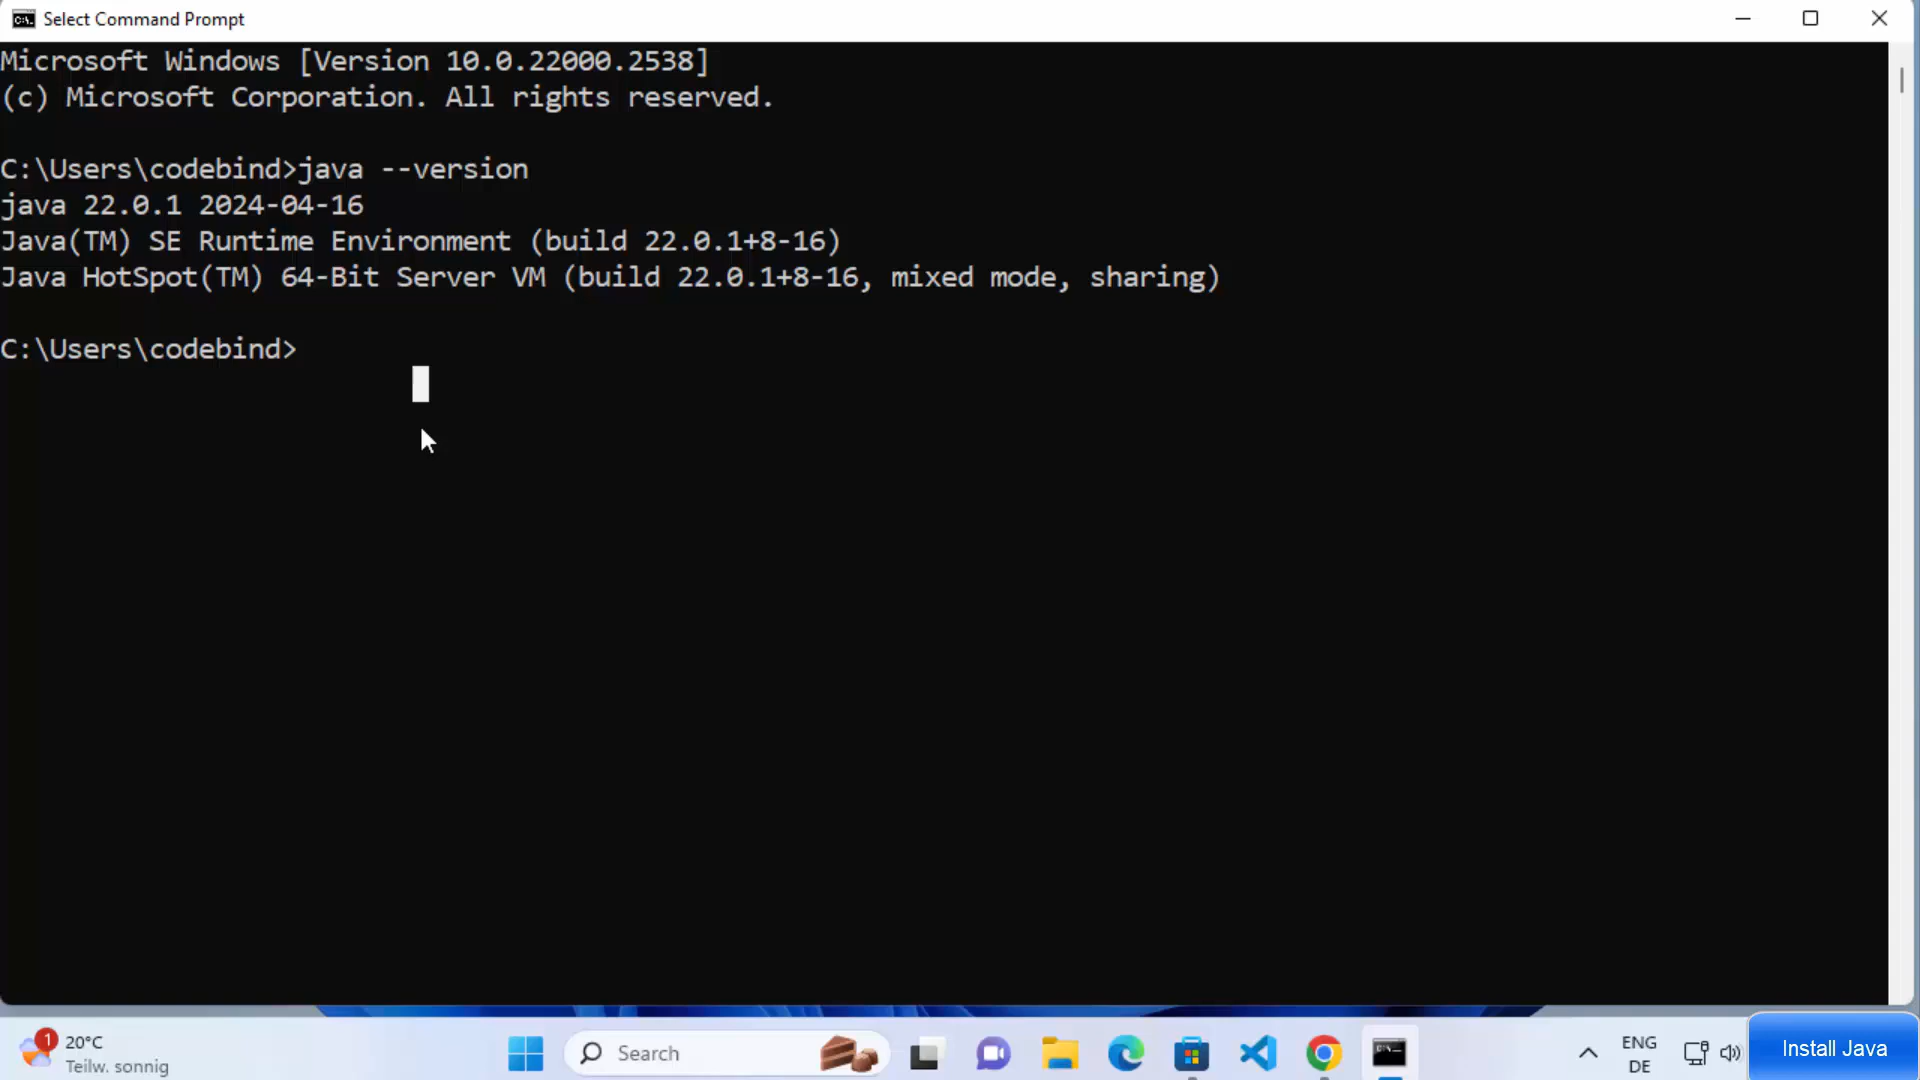 Select Command Prompt
Microsoft Windows [Version 10.0.22000.2538]
(c) Microsoft Corporation. All rights reserved.
C:\Users\codebind>java --version
java 22.0.1 2024-04-16
Java(TM) SE Runtime Environment (build 22.0.1+8-16)
Java HotSpot(TM) 64-Bit Server VM (build 22.0.1+8-16, mixed mode, sharing)
C:\Users\codebind>
1
20°C
Teilw. sonnig
Search
ENG
DE
Install Java